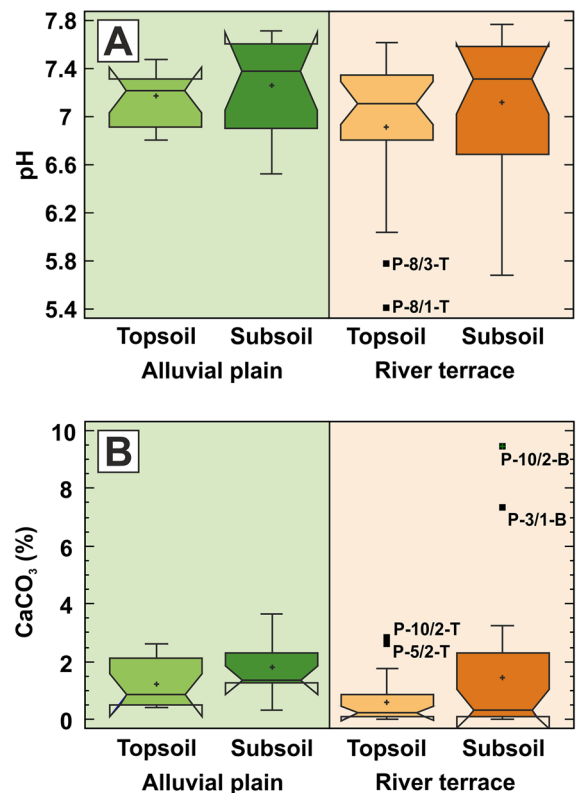 A
7.8
7.4
7
6.6
6.2
5.8
5.4
pH
P-8/3-T
P-8/1-T
Topsoil Subsoil Topsoil Subsoil
Alluvial plain River terrace
B
10
8
6
4
2
0
CaCO₃ (%)
P-10/2-B
P-3/1-B
P-10/2-T
P-5/2-T
Topsoil Subsoil Topsoil Subsoil
Alluvial plain River terrace